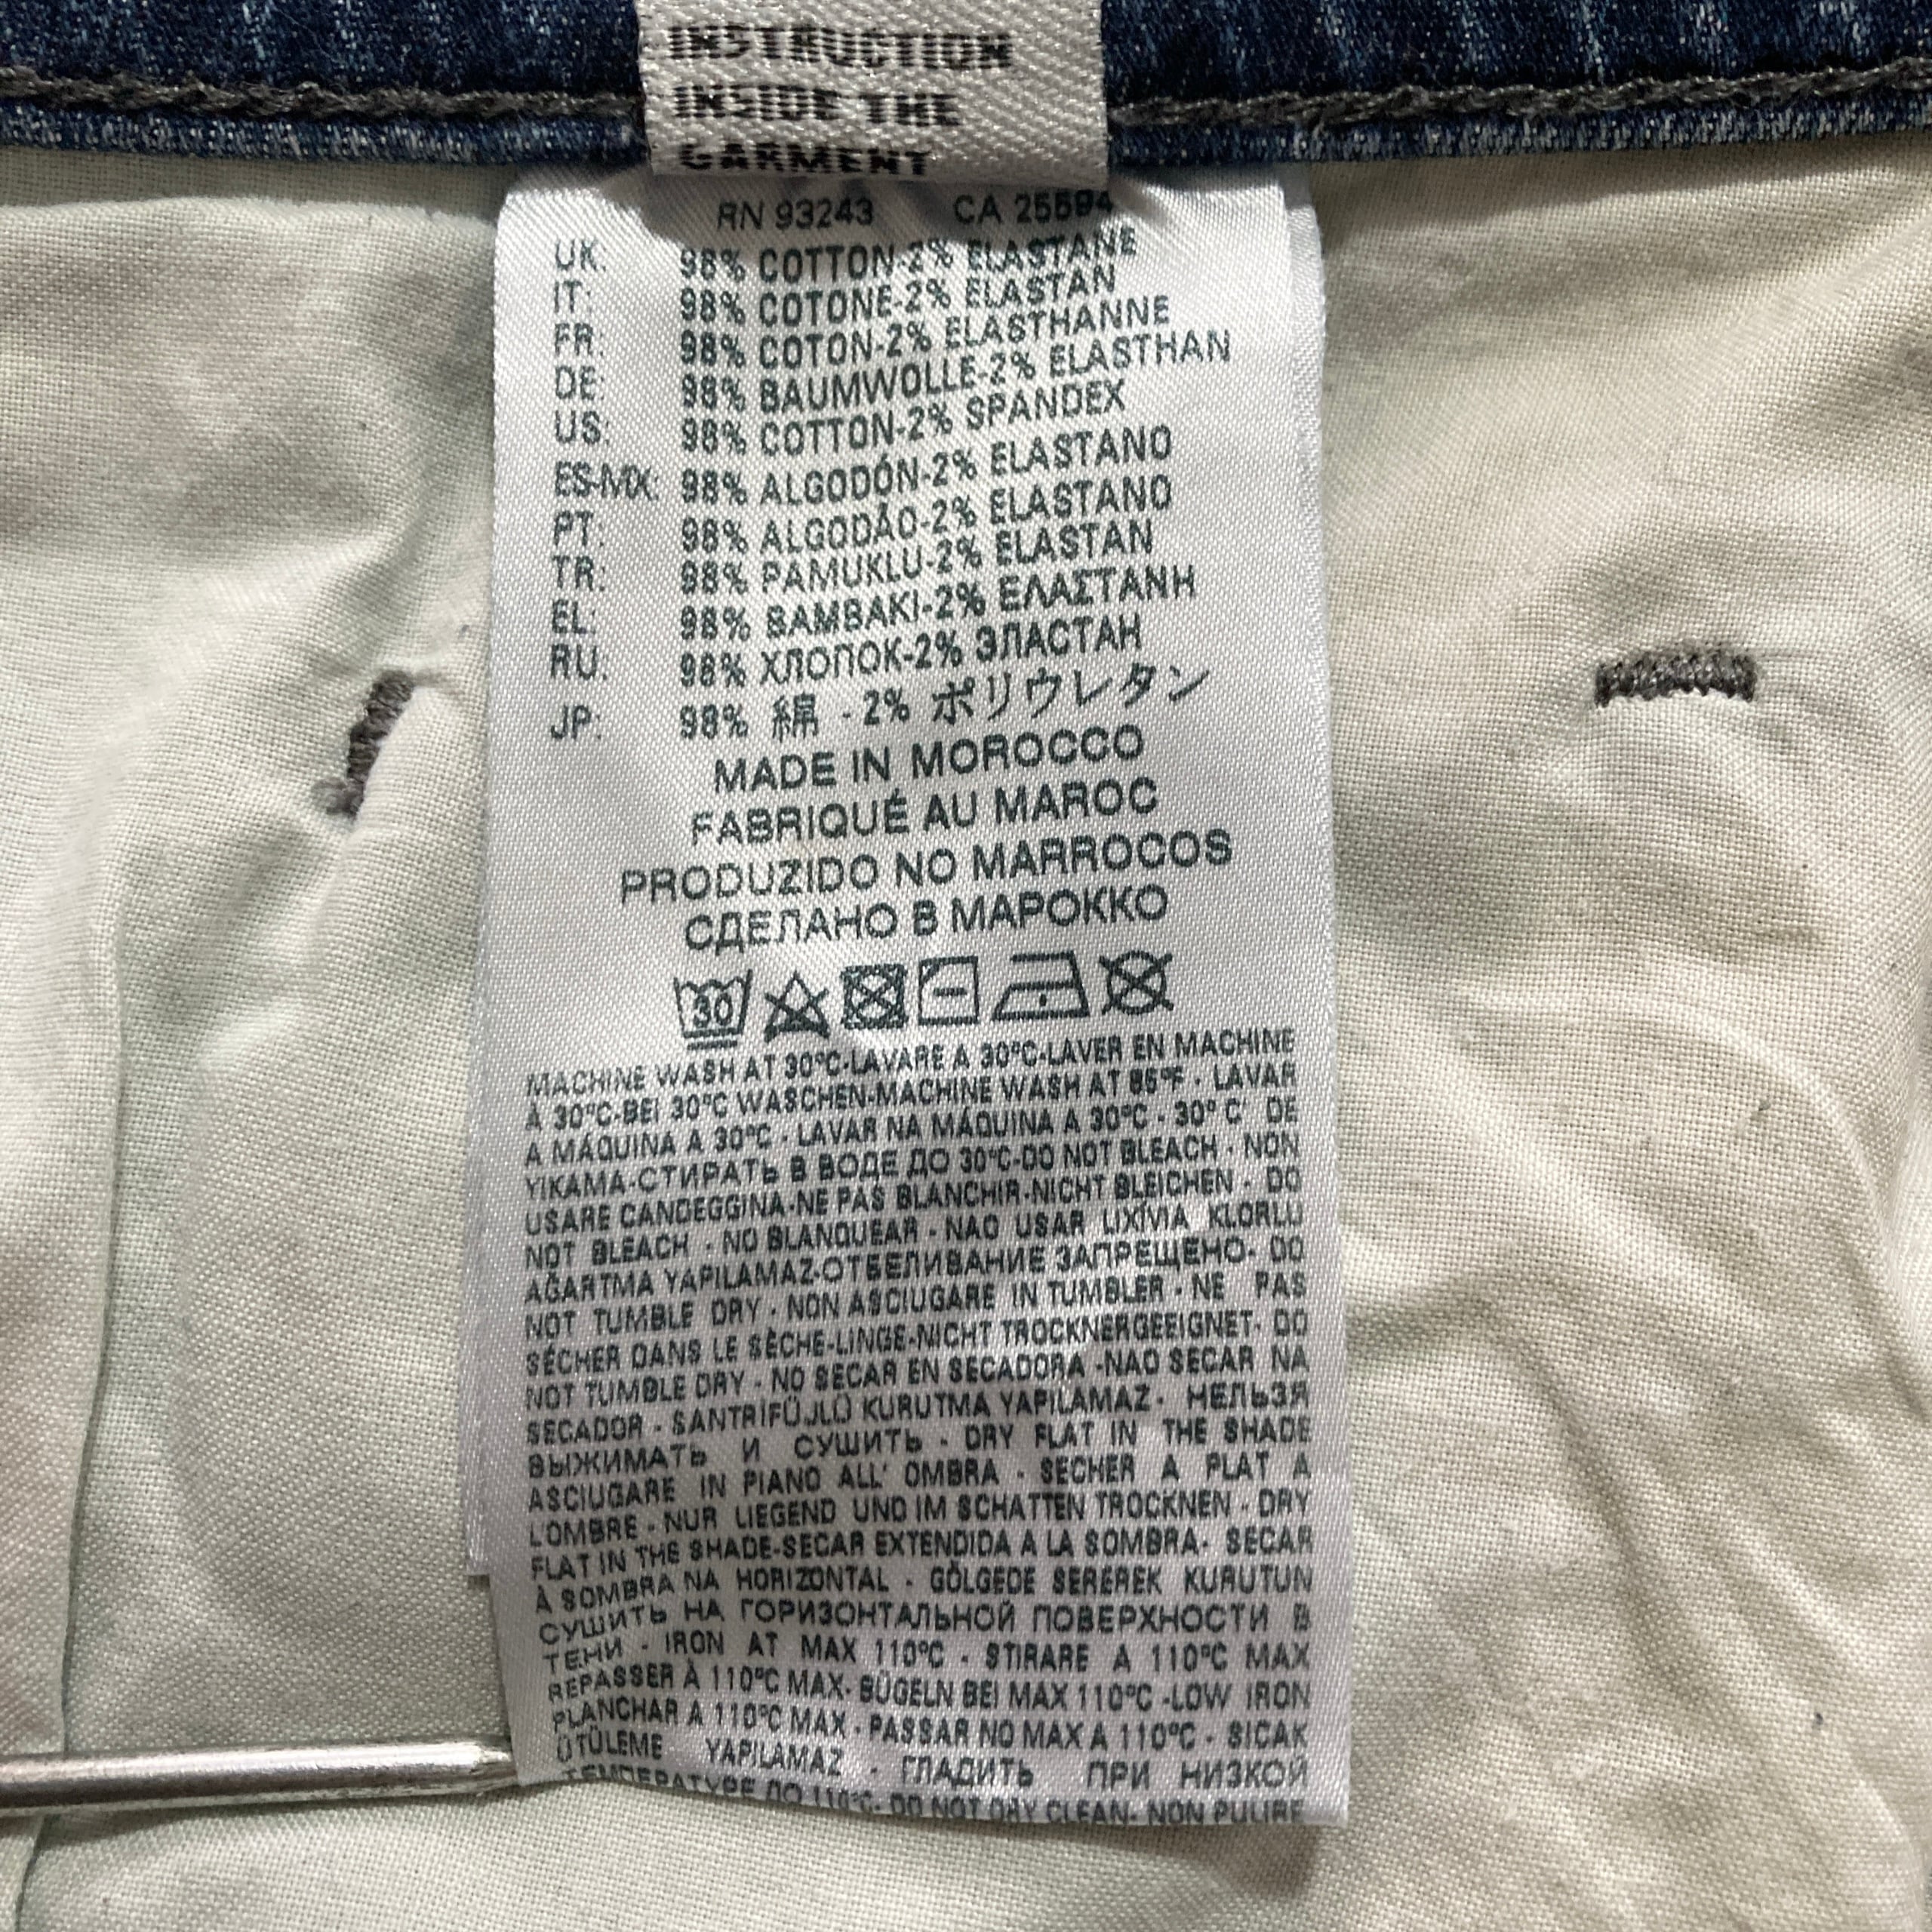 INSTRUCTION
INSIDE THE
GARMENT
RN 93243 CA 25594
UK: 98% COTTON-2% ELASTANE
IT: 98% COTONE-2% ELASTAN
FR: 98% COTON-2% ELASTHANNE
DE: 98% BAUMWOLLE-2% ELASTHAN
US: 98% COTTON-2% SPANDEX
ES-MX: 98% ALGODÓN-2% ELASTANO
PT: 98% ALGODÃO-2% ELASTANO
TR: 98% PAMUKLU-2% ELASTAN
EL: 98% ΒΑΜΒΑΚΙ-2% ΕΛΑΣΤΑΝΗ
RU: 98% ХЛОПОК-2% ЭЛАСТАН
JP: 98% 綿 - 2% ポリウレタン
MADE IN MOROCCO
FABRIQUÉ AU MAROC
PRODUZIDO NO MARROCOS
СДЕЛАНО В МАРОККО
30
MACHINE WASH AT 30°C-LAVARE A 30°C-LAVER EN MACHINE
À 30°C-BEI 30°C WASCHEN-MACHINE WASH AT 85°F - LAVAR
A MÁQUINA A 30°C - LAVAR NA MÁQUINA A 30°C - 30° C DE
YIKAMA-СТИРАТЬ В ВОДЕ ДО 30°C-DO NOT BLEACH - NON
USARE CANDEGGINA-NE PAS BLANCHIR-NICHT BLEICHEN - DO
NOT BLEACH - NO BLANQUEAR - NAO USAR LIXÍVIA KLORLU
AĞARTMA YAPILAMAZ-ОТБЕЛИВАНИЕ ЗАПРЕЩЕНО- DO
NOT TUMBLE DRY - NON ASCIUGARE IN TUMBLER - NE PAS
SÉCHER DANS LE SÈCHE-LINGE-NICHT TROCKNERGEEIGNET- DO
NOT TUMBLE DRY - NO SECAR EN SECADORA -NAO SECAR NA
SECADOR - SANTRIFÜJLÜ KURUTMA YAPILAMAZ - НЕЛЬЗЯ
ВЫЖИМАТЬ И СУШИТЬ - DRY FLAT IN THE SHADE
ASCIUGARE IN PIANO ALL' OMBRA - SECHER A PLAT A
L'OMBRE - NUR LIEGEND UND IM SCHATTEN TROCKNEN - DRY
FLAT IN THE SHADE-SECAR EXTENDIDA A LA SOMBRA- SECAR
À SOMBRA NA HORIZONTAL - GÖLGEDE SEREREK KURUTUN
СУШИТЬ НА ГОРИЗОНТАЛЬНОЙ ПОВЕРХНОСТИ В
ТЕНИ - IRON AT MAX 110°C - STIRARE A 110°C MAX
REPASSER À 110°C MAX- BÜGELN BEI MAX 110°C -LOW IRON
PLANCHAR A 110°C MAX - PASSAR NO MAX A 110°C - SICAK
ÜTÜLEME YAPILAMAZ - ГЛАДИТЬ ПРИ НИЗКОЙ
ТЕМПЕРАТУРЕ ДО 110°C- DO NOT DRY CLEAN- NON PULIRE